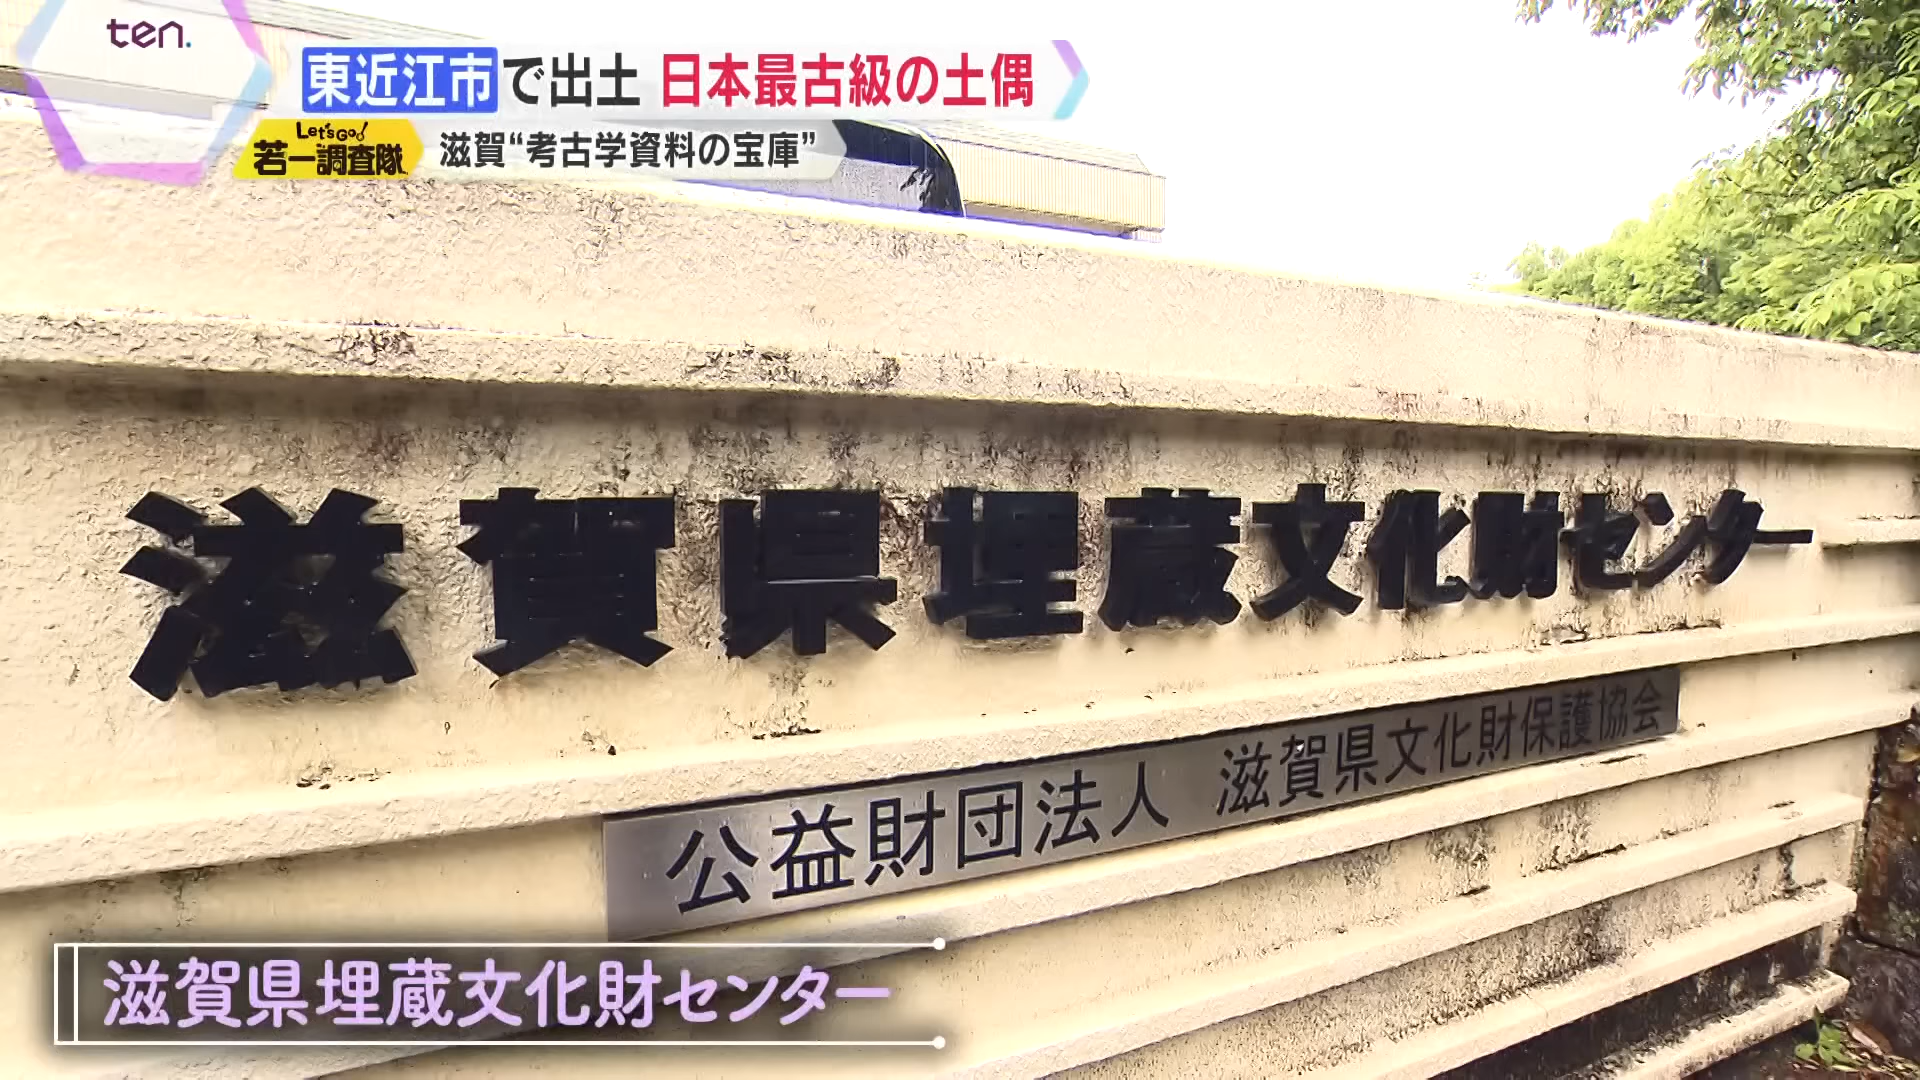 ten.
東近江市で出土 日本最古級の土偶
Let's Go!
若一調査隊
滋賀“考古学資料の宝庫”
滋賀県埋蔵文化財センター
公益財団法人 滋賀県文化財保護協会
滋賀県埋蔵文化財センター